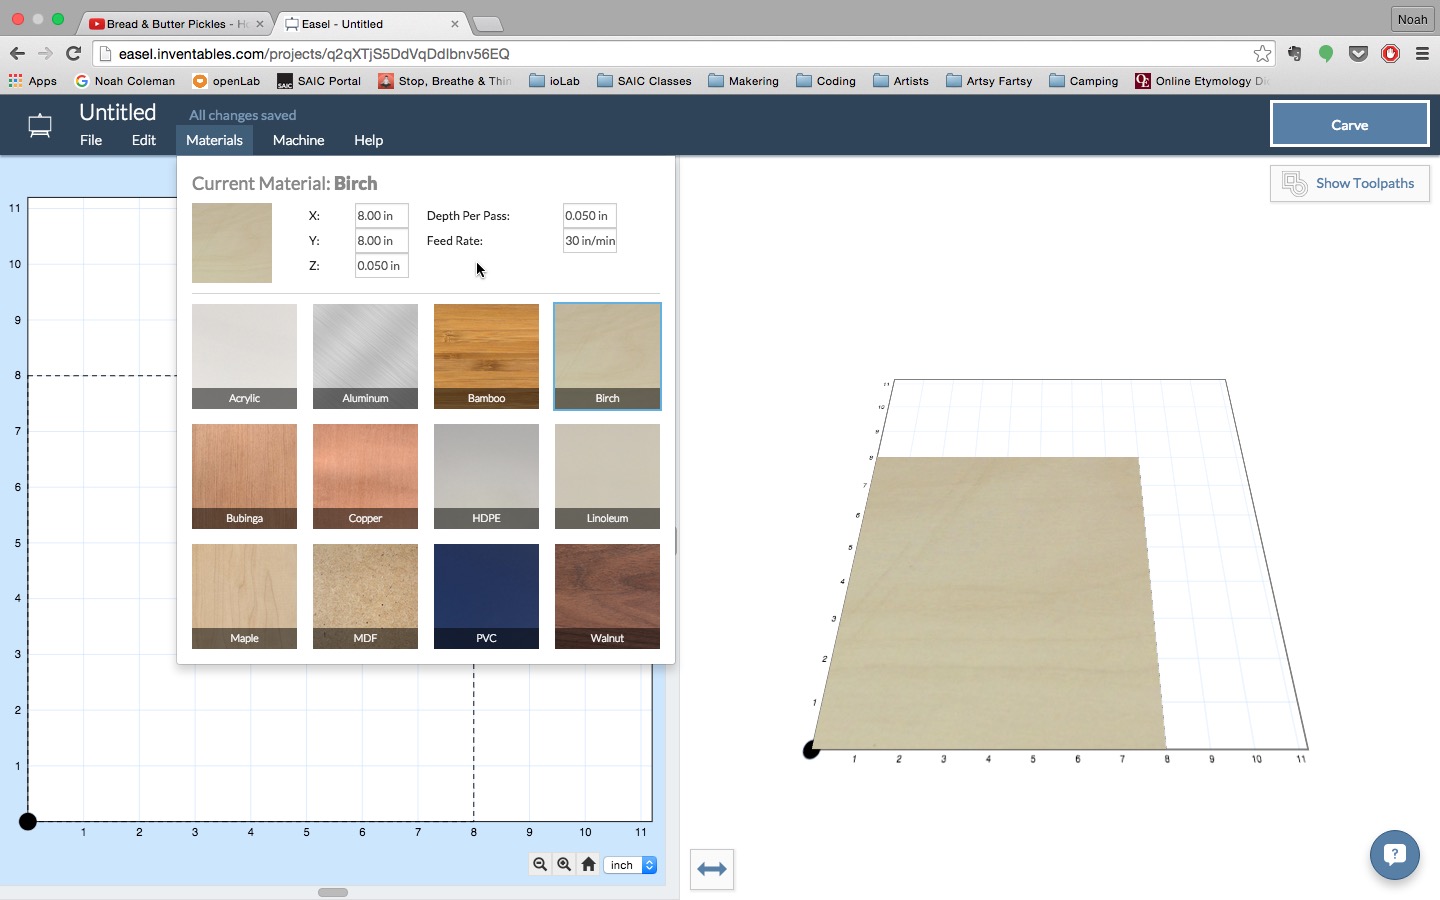 Noah
Bread & Butter Pickles - H
Easel - Untitled
easel.inventables.com/projects/q2qXTjS5DdVqDdlbnv56EQ
Apps
Noah Coleman
openLab
SAIC Portal
Stop, Breathe & Thin
ioLab
SAIC Classes
Makering
Coding
Artists
Artsy Fartsy
Camping
Online Etymology Di
Untitled
All changes saved
File
Edit
Materials
Machine
Help
Carve
Show Toolpaths
Current Material: Birch
X: 8.00 in Depth Per Pass: 0.050 in
Y: 8.00 in Feed Rate: 30 in/min
Z: 0.050 in
Acrylic
Aluminum
Bamboo
Birch
Bubinga
Copper
HDPE
Linoleum
Maple
MDF
PVC
Walnut
11
10
9
8
7
6
5
4
3
2
1
1 2 3 4 5 6 7 8 9 10 11
inch
11
10
9
8
7
6
5
4
3
2
1
1 2 3 4 5 6 7 8 9 10 11
?